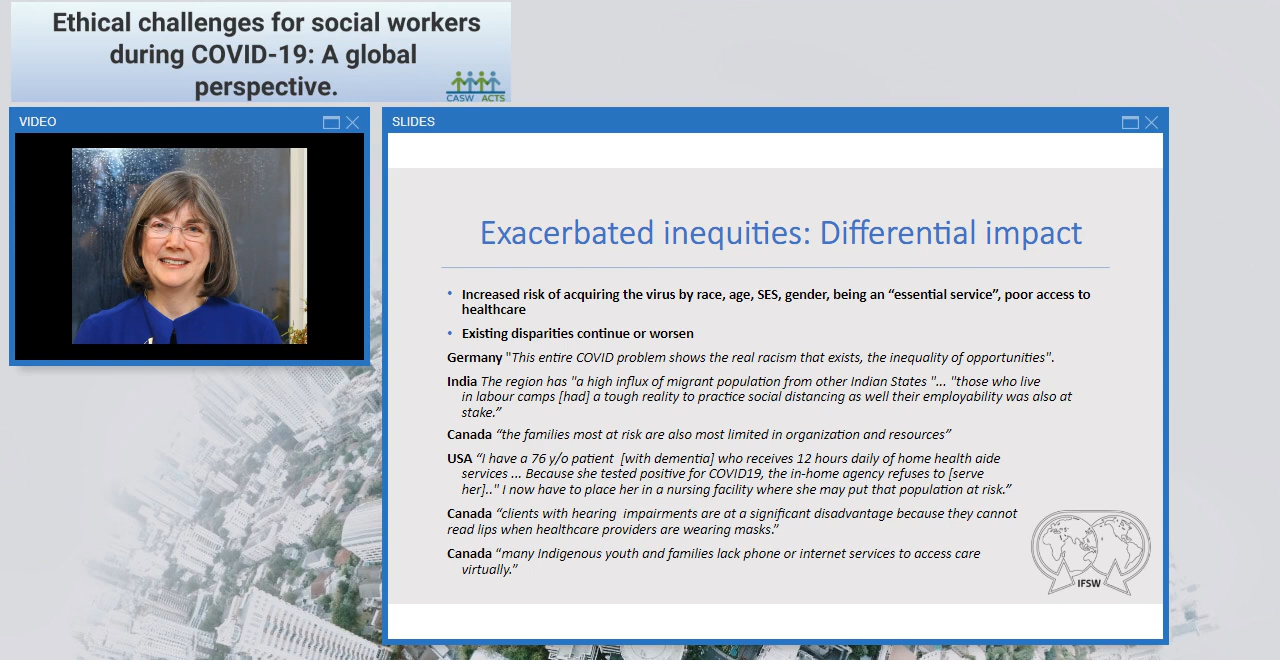 Ethical challenges for social workers
during COVID-19: A global
perspective.
CASW ACTS
VIDEO
SLIDES
Exacerbated inequities: Differential impact
• Increased risk of acquiring the virus by race, age, SES, gender, being an “essential service”, poor access to
healthcare
• Existing disparities continue or worsen
Germany "This entire COVID problem shows the real racism that exists, the inequality of opportunities".
India The region has "a high influx of migrant population from other Indian States "... "those who live
in labour camps [had] a tough reality to practice social distancing as well their employability was also at
stake.”
Canada “the families most at risk are also most limited in organization and resources”
USA “I have a 76 y/o patient [with dementia] who receives 12 hours daily of home health aide
services ... Because she tested positive for COVID19, the in-home agency refuses to [serve
her].." I now have to place her in a nursing facility where she may put that population at risk.”
Canada “clients with hearing impairments are at a significant disadvantage because they cannot
read lips when healthcare providers are wearing masks.”
Canada “many Indigenous youth and families lack phone or internet services to access care
virtually.”
IFSW